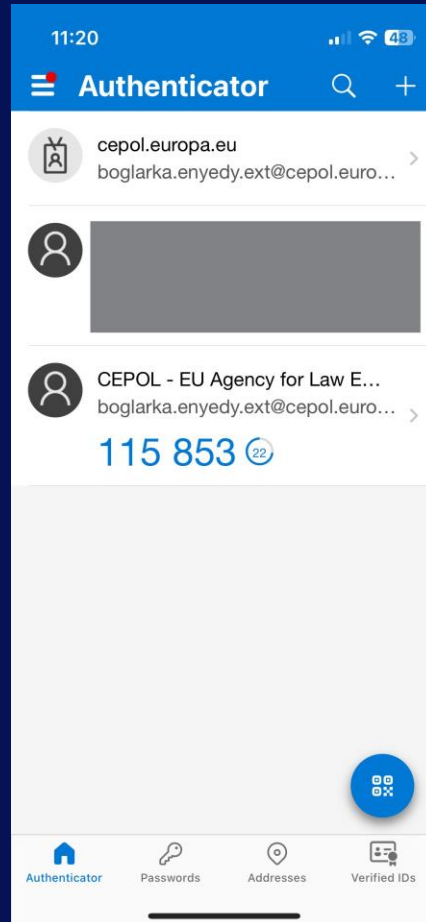 11:20
48
Authenticator
cepol.europa.eu
boglarka.enyedy.ext@cepol.euro...
CEPOL - EU Agency for Law E...
boglarka.enyedy.ext@cepol.euro...
115 853 22
Authenticator Passwords Addresses Verified IDs